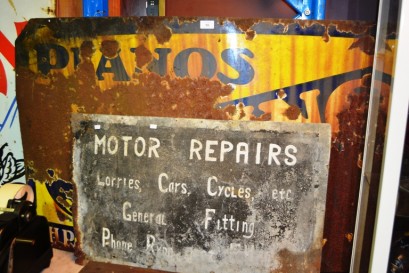 PIANOS
MOTOR REPAIRS
Lorries, Cars, Cycles, etc
General Fitting
Phone